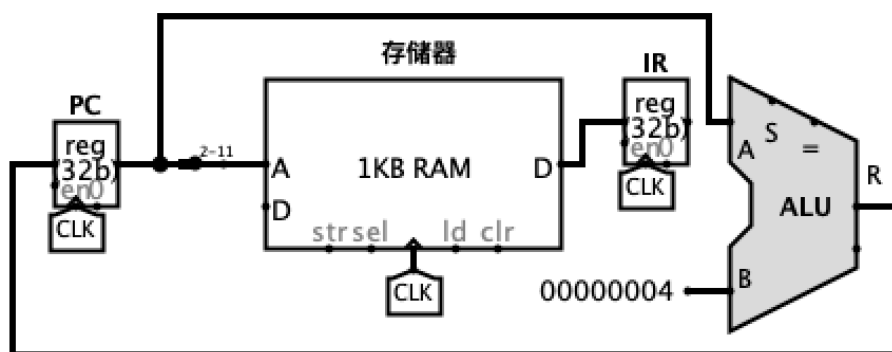 存储器
IR
PC
reg
(32b)
en0
CLK
2-11
A
D
1KB RAM
D
str sel
ld clr
CLK
reg
(32b)
en0
CLK
S
=
A
ALU
R
B
00000004